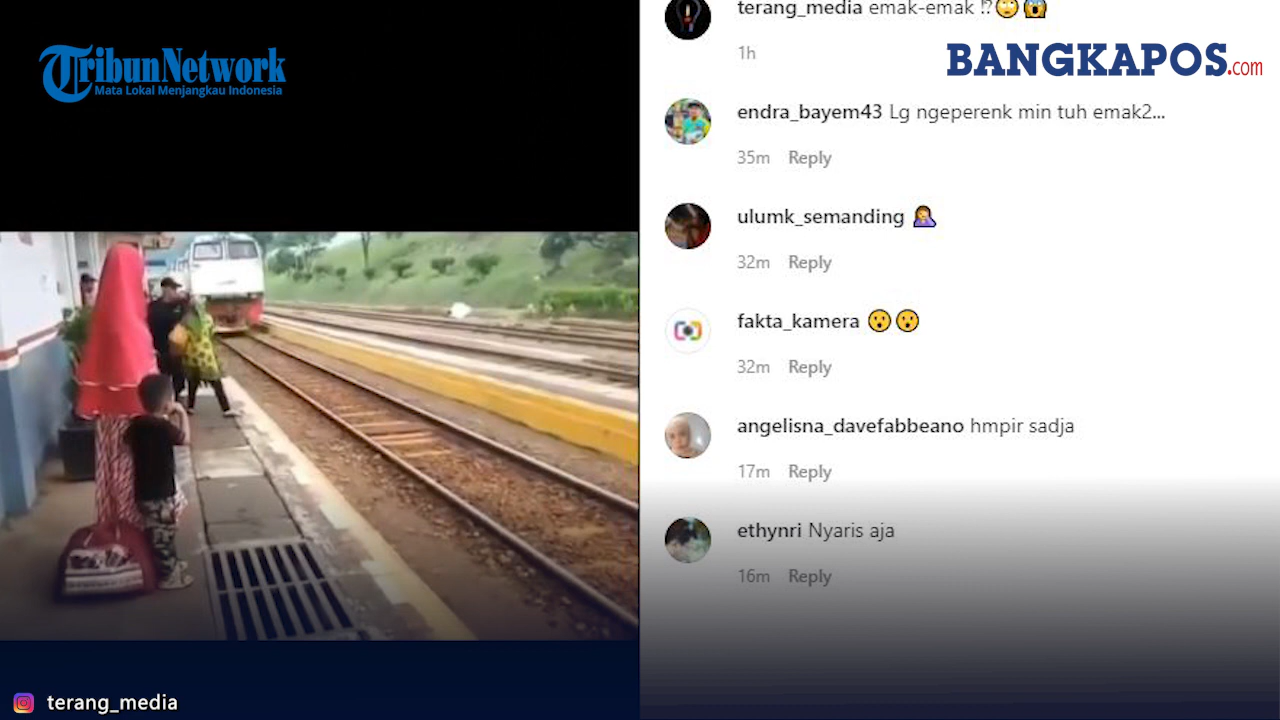 TribunNetwork
Mata Lokal Menjangkau Indonesia
terang_media
terang_media emak-emak !?🙄😱
1h
BANGKAPOS.com
endra_bayem43 Lg ngeperenk min tuh emak2...
35m Reply
ulumk_semanding 🤦‍♀️
32m Reply
fakta_kamera 😮😮
32m Reply
angelisna_davefabbeano hmpir sadja
17m Reply
ethynri Nyaris aja
16m Reply